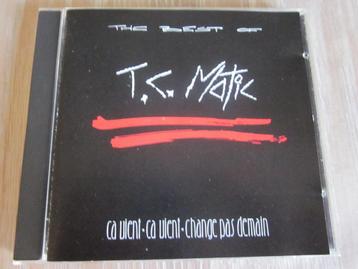 THE BEST OF
T.C. Matic
ça vient • ça vient • change pas demain